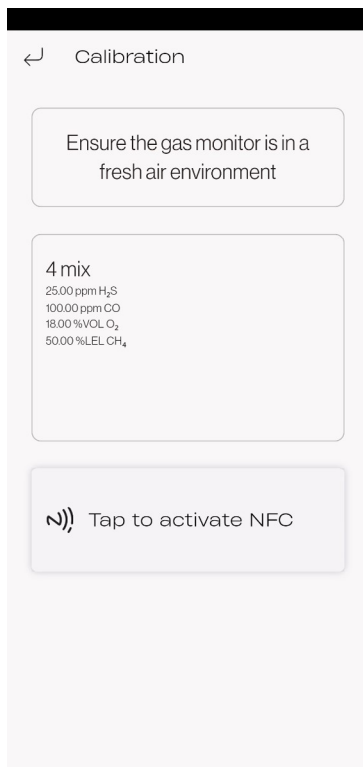 Calibration
Ensure the gas monitor is in a
fresh air environment
4 mix
25.00 ppm H₂S
100.00 ppm CO
18.00 %VOL O₂
50.00 %LEL CH₄
Tap to activate NFC